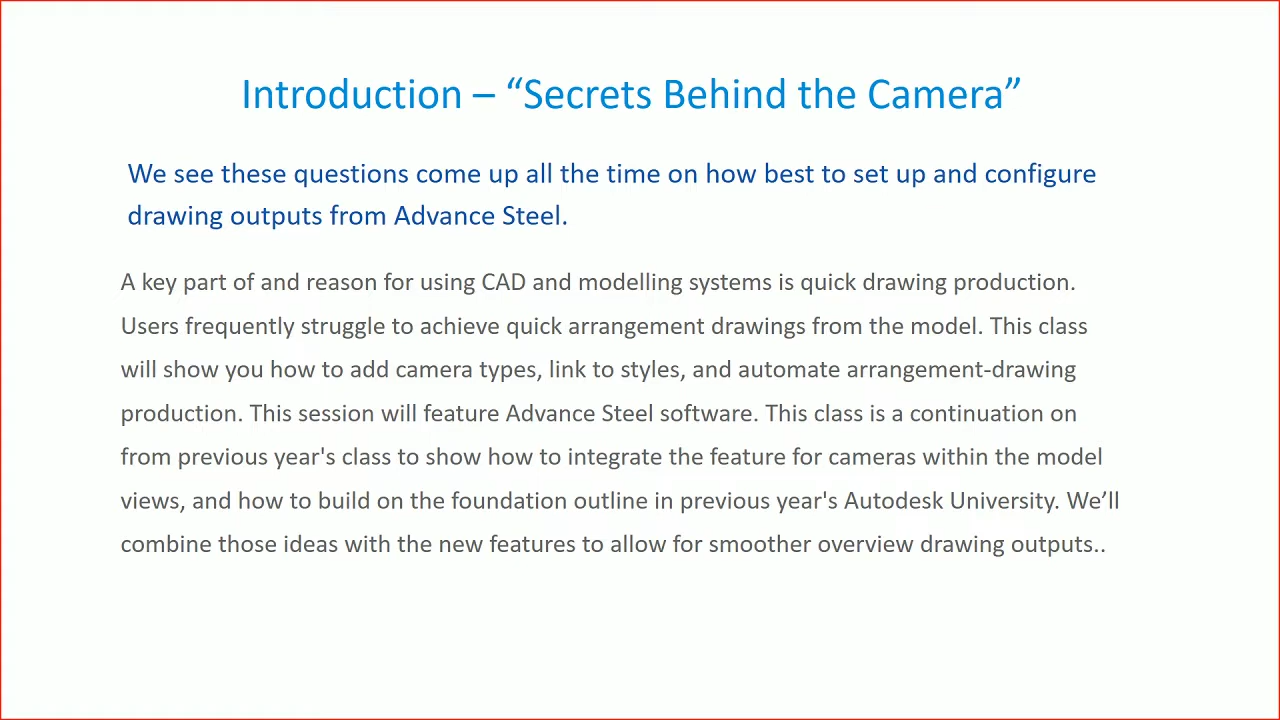 Introduction – “Secrets Behind the Camera”
We see these questions come up all the time on how best to set up and configure
drawing outputs from Advance Steel.
A key part of and reason for using CAD and modelling systems is quick drawing production.
Users frequently struggle to achieve quick arrangement drawings from the model. This class
will show you how to add camera types, link to styles, and automate arrangement-drawing
production. This session will feature Advance Steel software. This class is a continuation on
from previous year's class to show how to integrate the feature for cameras within the model
views, and how to build on the foundation outline in previous year's Autodesk University. We’ll
combine those ideas with the new features to allow for smoother overview drawing outputs..